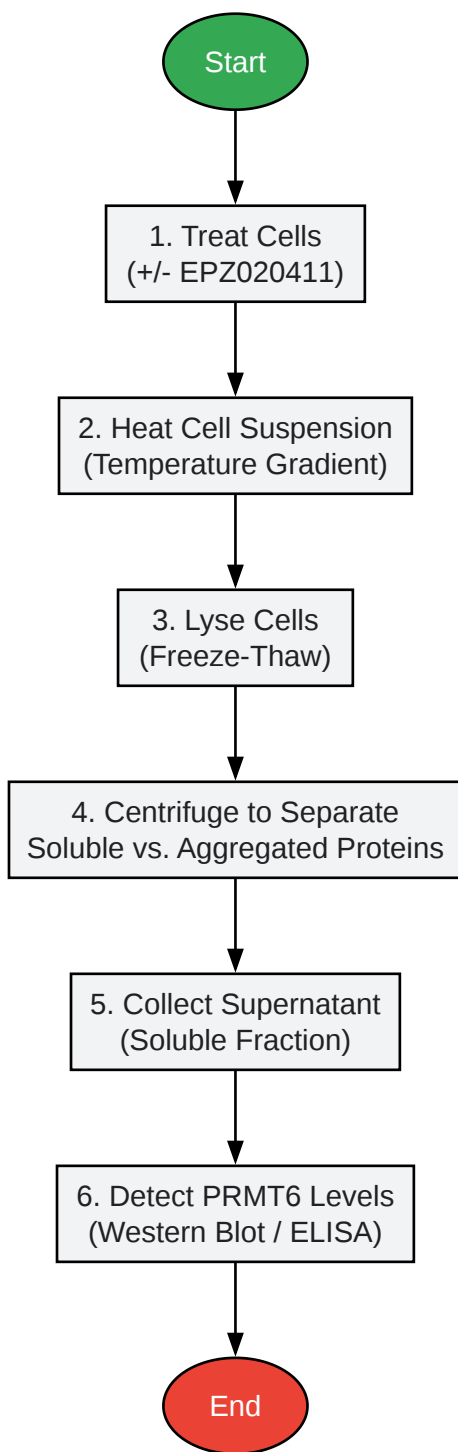 Start
1. Treat Cells
(+/- EPZ020411)
2. Heat Cell Suspension
(Temperature Gradient)
3. Lyse Cells
(Freeze-Thaw)
4. Centrifuge to Separate
Soluble vs. Aggregated Proteins
5. Collect Supernatant
(Soluble Fraction)
6. Detect PRMT6 Levels
(Western Blot / ELISA)
End